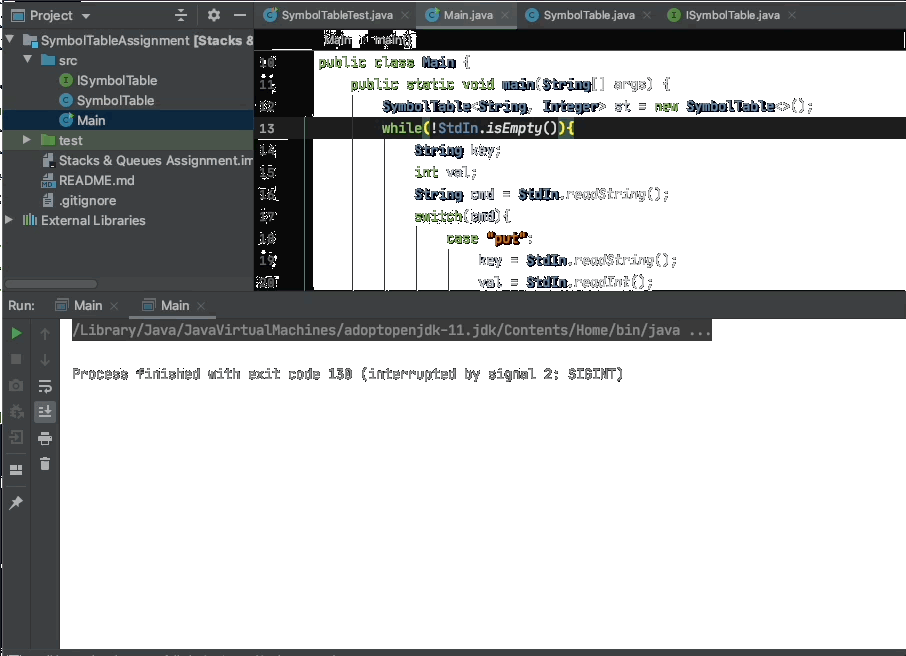 Project
SymbolTableTest.java
Main.java
SymbolTable.java
ISymbolTable.java
SymbolTableAssignment [Stacks &
src
ISymbolTable
SymbolTable
Main
test
Stacks & Queues Assignment.im
README.md
.gitignore
External Libraries
Main
main()
10 public class Main {
11 public static void main(String[] args) {
12 SymbolTable<String, Integer> st = new SymbolTable<>();
13 while(!StdIn.isEmpty()){
14 String key;
15 int val;
16 String cmd = StdIn.readString();
17 switch(cmd){
18 case "put":
19 key = StdIn.readString();
20 val = StdIn.readInt();
Run: Main Main
/Library/Java/JavaVirtualMachines/adoptopenjdk-11.jdk/Contents/Home/bin/java ...
Process finished with exit code 130 (interrupted by signal 2: SIGINT)